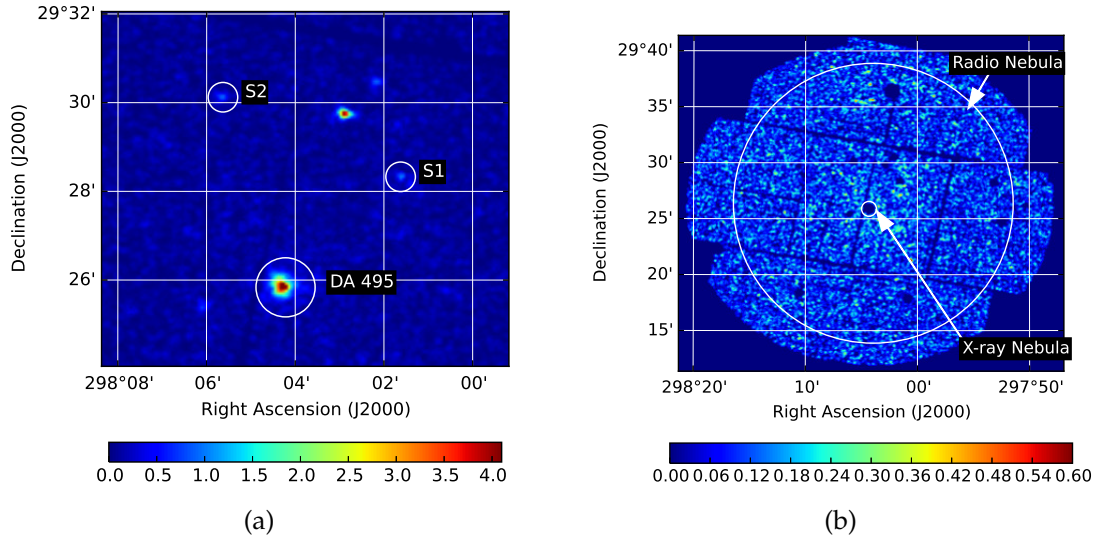 29°32'
30'
28'
26'
S2
S1
DA 495
Declination (J2000)
298°08' 06' 04' 02' 00'
Right Ascension (J2000)
0.0 0.5 1.0 1.5 2.0 2.5 3.0 3.5 4.0
(a)
29°40'
35'
30'
25'
20'
15'
Radio Nebula
X-ray Nebula
Declination (J2000)
298°20' 10' 00' 297°50'
Right Ascension (J2000)
0.00 0.06 0.12 0.18 0.24 0.30 0.36 0.42 0.48 0.54 0.60
(b)